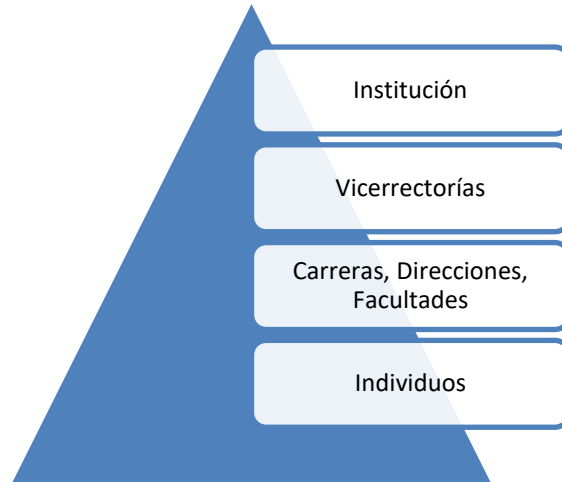 Institución
Vicerrectorías
Carreras, Direcciones,
Facultades
Individuos